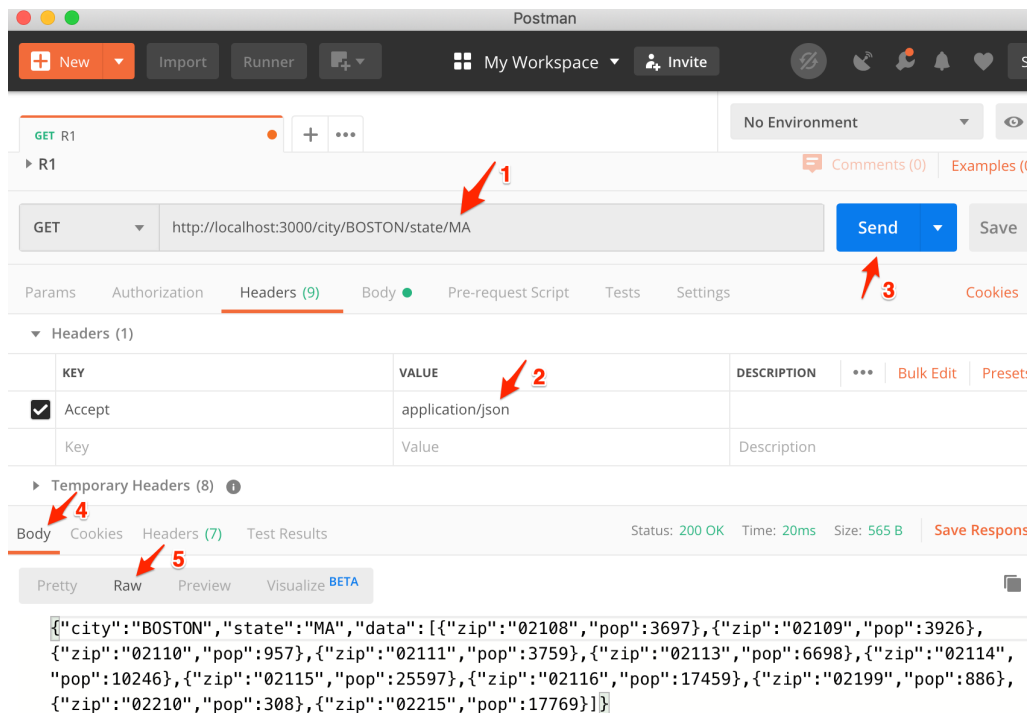 Postman
New Import Runner My Workspace Invite
GET R1 No Environment
R1 Comments (0) Examples (0
1
GET http://localhost:3000/city/BOSTON/state/MA Send Save
3
Params Authorization Headers (9) Body Pre-request Script Tests Settings Cookies
Headers (1)
KEY VALUE DESCRIPTION Bulk Edit Presets
2
Accept application/json
Key Value Description
Temporary Headers (8)
4
Body Cookies Headers (7) Test Results Status: 200 OK Time: 20ms Size: 565 B Save Respons
5
Pretty Raw Preview Visualize BETA
{"city":"BOSTON","state":"MA","data":[{"zip":"02108","pop":3697},{"zip":"02109","pop":3926},
{"zip":"02110","pop":957},{"zip":"02111","pop":3759},{"zip":"02113","pop":6698},{"zip":"02114",
"pop":10246},{"zip":"02115","pop":25597},{"zip":"02116","pop":17459},{"zip":"02199","pop":886},
{"zip":"02210","pop":308},{"zip":"02215","pop":17769}]}